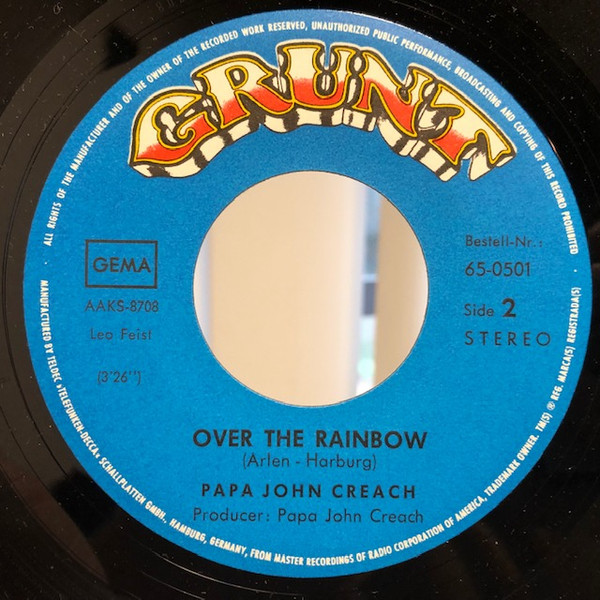 ALL RIGHTS OF THE MANUFACTURER AND OF THE OWNER OF THE RECORDED WORK RESERVED, UNAUTHORIZED PUBLIC PERFORMANCE, BROADCASTING AND COPYING OF THIS RECORD PROHIBITED
GRUNT
GEMA
AAKS-8708
Leo Feist
(3'26'')
Bestell-Nr.:
65-0501
Side 2
STEREO
OVER THE RAINBOW
(Arlen - Harburg)
PAPA JOHN CREACH
Producer: Papa John Creach
MANUFACTURED BY TELDEC »TELEFUNKEN-DECCA« SCHALLPLATTEN GMBH., HAMBURG, GERMANY, FROM MASTER RECORDINGS OF RADIO CORPORATION OF AMERICA, TRADEMARK OWNER. TM(S) ® REG. MARCA(S) REGISTRADA(S)